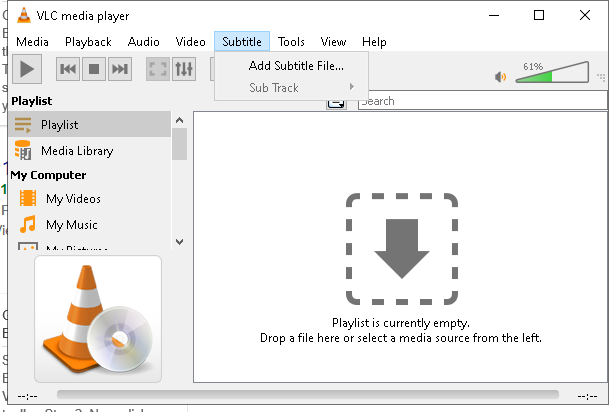 VLC media player
Media Playback Audio Video Subtitle Tools View Help
Add Subtitle File...
Sub Track
61%
Search
Playlist
Playlist
Media Library
My Computer
My Videos
My Music
My Pictures
Playlist is currently empty.
Drop a file here or select a media source from the left.
--:-- --:--